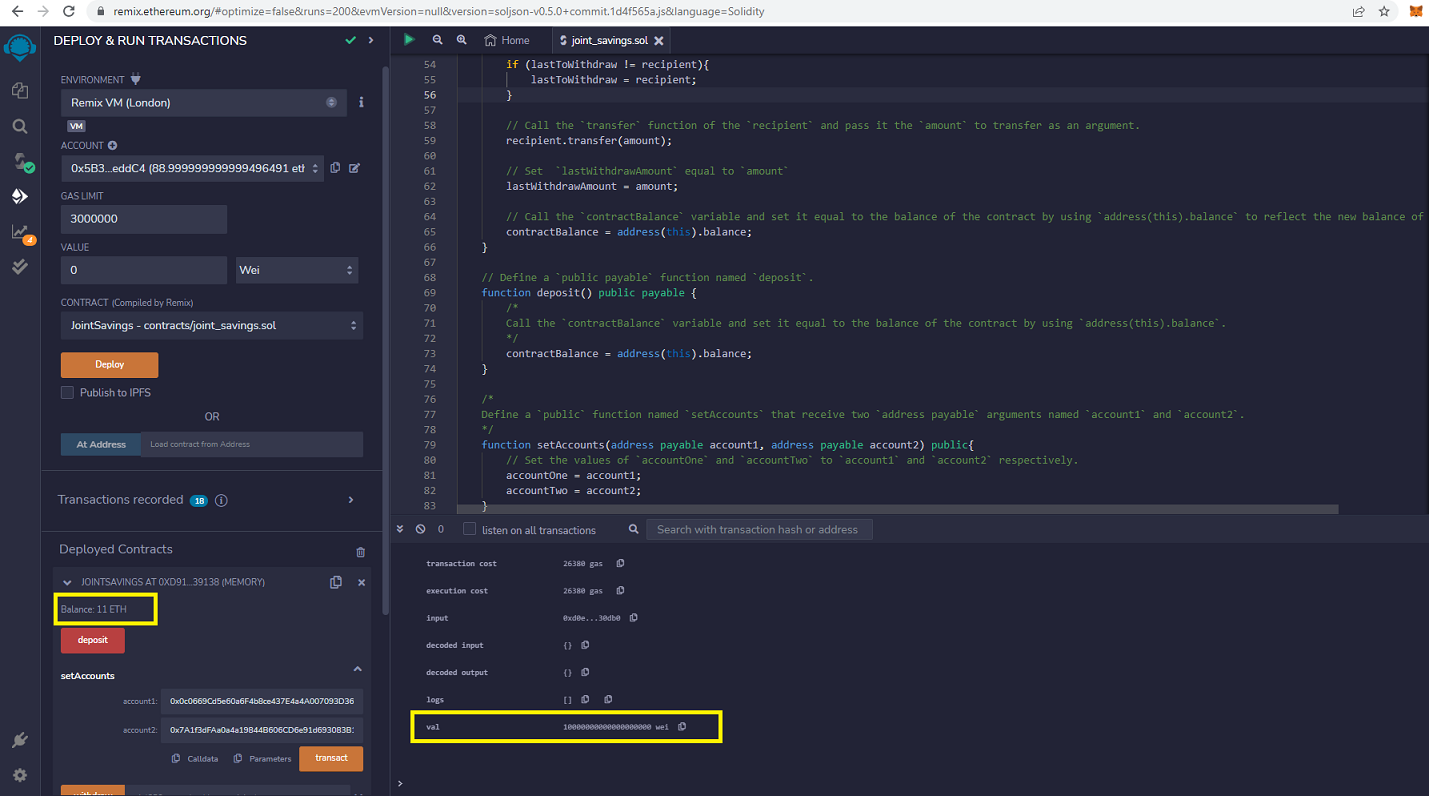 remix.ethereum.org/#optimize=false&runs=200&evmVersion=null&version=soljson-v0.5.0+commit.1d4f565a.js&language=Solidity
DEPLOY & RUN TRANSACTIONS
ENVIRONMENT
Remix VM (London)
VM
ACCOUNT
0x5B3...eddC4 (88.999999999999496491 eth
GAS LIMIT
3000000
VALUE
0
Wei
CONTRACT (Compiled by Remix)
JointSavings - contracts/joint_savings.sol
Deploy
Publish to IPFS
OR
At Address
Load contract from Address
Transactions recorded 18
Deployed Contracts
JOINTSAVINGS AT 0XD91...39138 (MEMORY)
Balance: 11 ETH
deposit
setAccounts
account1: 0x0c0669Cd5e60a6F4b8ce437E4a4A007093D36
account2: 0x7A1f3dFAa0a4a19844B606CD6e91d693083B1
Calldata
Parameters
transact
4
Home
joint_savings.sol
54 if (lastToWithdraw != recipient){
55 lastToWithdraw = recipient;
56 }
57
58 // Call the `transfer` function of the `recipient` and pass it the `amount` to transfer as an argument.
59 recipient.transfer(amount);
60
61 // Set  `lastWithdrawAmount` equal to `amount`
62 lastWithdrawAmount = amount;
63
64 // Call the `contractBalance` variable and set it equal to the balance of the contract by using `address(this).balance` to reflect the new balance of
65 contractBalance = address(this).balance;
66 }
67
68 // Define a `public payable` function named `deposit`.
69 function deposit() public payable {
70 /*
71 Call the `contractBalance` variable and set it equal to the balance of the contract by using `address(this).balance`.
72 */
73 contractBalance = address(this).balance;
74 }
75
76 /*
77 Define a `public` function named `setAccounts` that receive two `address payable` arguments named `account1` and `account2`.
78 */
79 function setAccounts(address payable account1, address payable account2) public{
80 // Set the values of `accountOne` and `accountTwo` to `account1` and `account2` respectively.
81 accountOne = account1;
82 accountTwo = account2;
83 }
0
listen on all transactions
Search with transaction hash or address
transaction cost 26380 gas
execution cost 26380 gas
input 0xd0e...30db0
decoded input {}
decoded output {}
logs []
val 10000000000000000000 wei
>